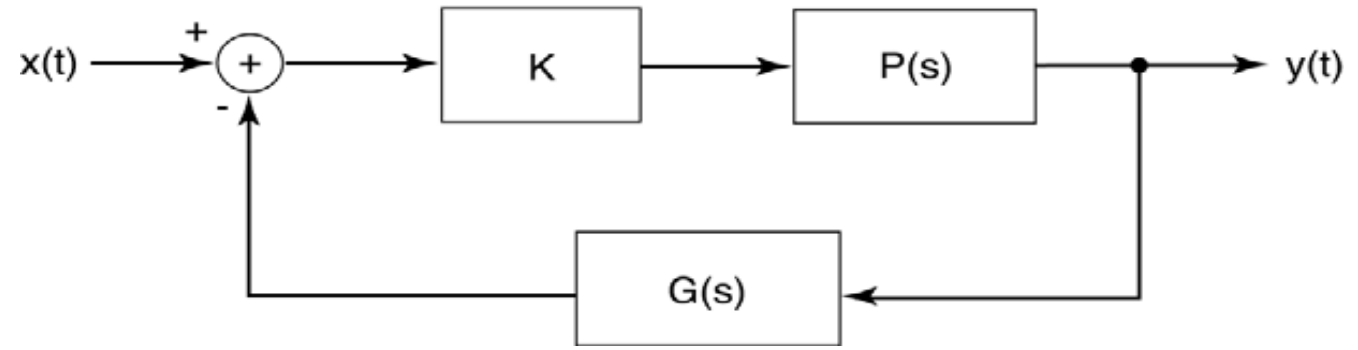 +
x(t)
+
K
P(s)
y(t)
-
G(s)